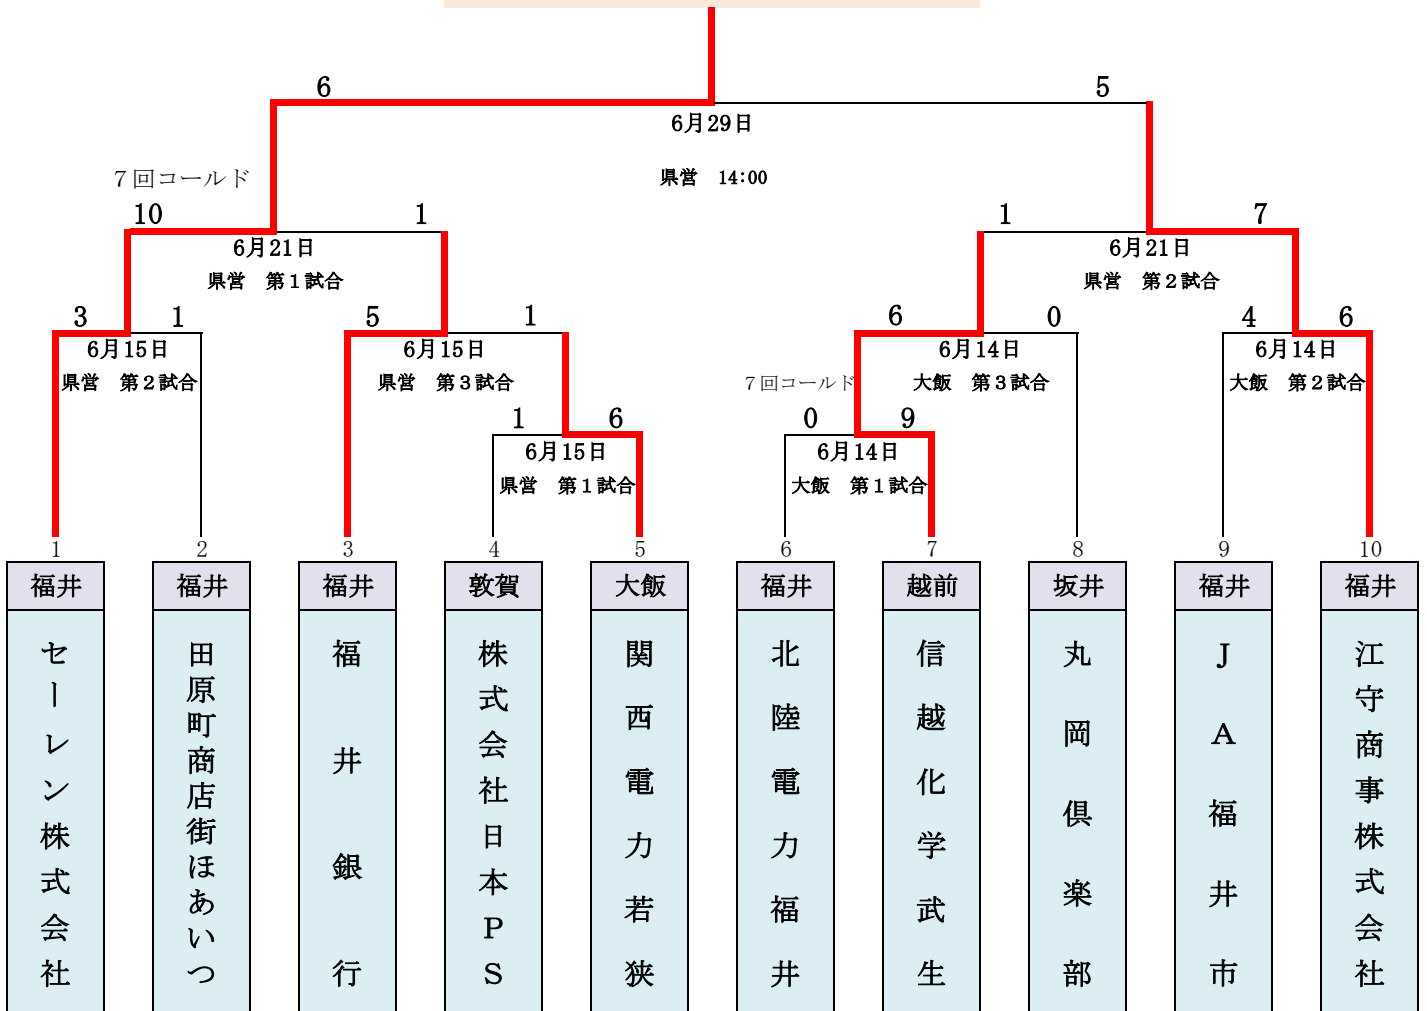 6 5
6月29日
県営　14:00
７回コールド
10 1 1 7
6月21日 6月21日
県営　第１試合 県営　第２試合
3 1 5 1 6 0 4 6
6月15日 6月15日 6月14日 6月14日
県営　第２試合 県営　第３試合 ７回コールド 大飯　第３試合 大飯　第２試合
1 6 0 9
6月15日 6月14日
県営　第１試合 大飯　第１試合
1 2 3 4 5 6 7 8 9 10
福井 福井 福井 敦賀 大飯 福井 越前 坂井 福井 福井
セーレン株式会社
田原町商店街ほあいつ
福井銀行
株式会社日本ＰＳ
関西電力若狭
北陸電力福井
信越化学武生
丸岡倶楽部
ＪＡ福井市
江守商事株式会社